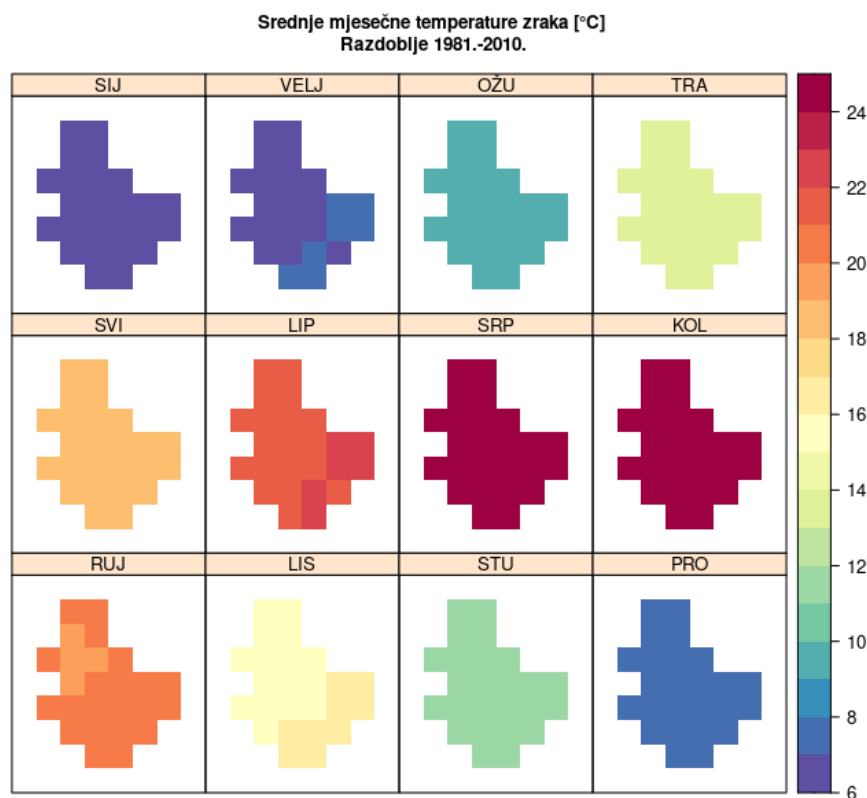 Srednje mjesečne temperature zraka [°C]
Razdoblje 1981.-2010.
SIJ VELJ OŽU TRA
SVI LIP SRP KOL
RUJ LIS STU PRO
24
22
20
18
16
14
12
10
8
6